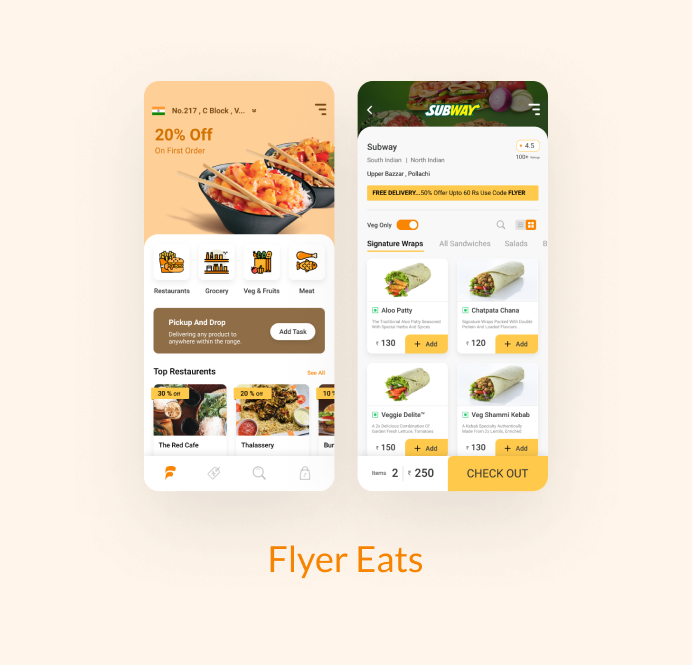 No.217 , C Block , V...
20% Off
On First Order
Restaurants
Grocery
Veg & Fruits
Meat
Pickup And Drop
Delivering any product to
anywhere within the range.
Add Task
Top Restaurents
See All
30 % Off
20 % Off
10 %
The Red Cafe
Thalassery
Bur
SUBWAY
Subway
4.5
South Indian | North Indian
100+ Ratings
Upper Bazzar , Pollachi
FREE DELIVERY...50% Offer Upto 60 Rs Use Code FLYER
Veg Only
Signature Wraps
All Sandwiches
Salads
B
Aloo Patty
The Traditional Aloo Patty Seasoned
With Special Herbs And Spices
₹ 130
+ Add
Chatpata Chana
Signature Wraps Packed With Double
Protein And Loaded Flavours
₹ 120
+ Add
Veggie Delite™
A 2x Delicious Combination Of
Garden Fresh Lettuce, Tomatoes
₹ 150
+ Add
Veg Shammi Kebab
A Kebab Specially Authentically
Made From 2x Lentils, Enriched
₹ 130
+ Add
Items 2 | ₹ 250
CHECK OUT
Flyer Eats